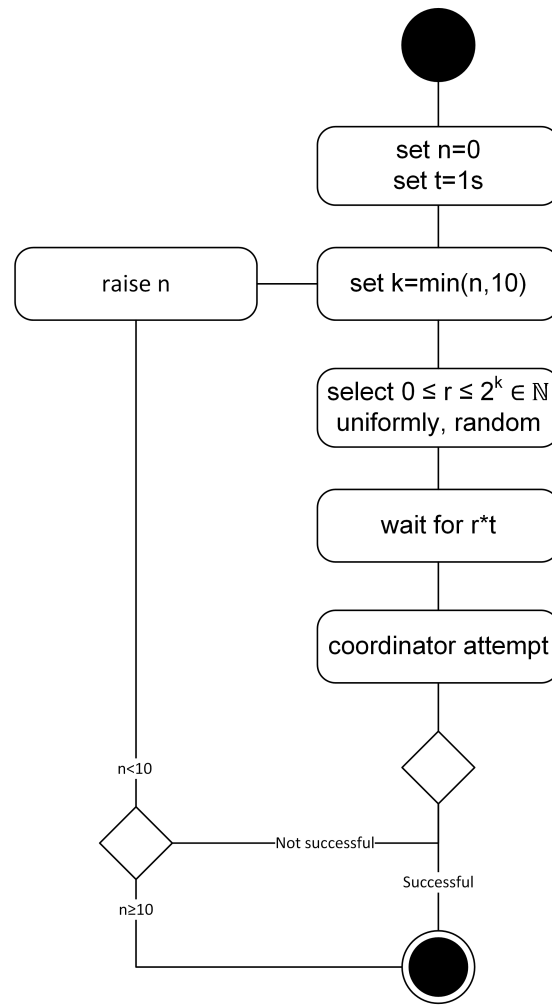 set n=0
set t=1s
raise n
set k=min(n,10)
select 0 ≤ r ≤ 2^k ∈ ℕ
uniformly, random
wait for r*t
coordinator attempt
n<10
Not successful
Successful
n≥10